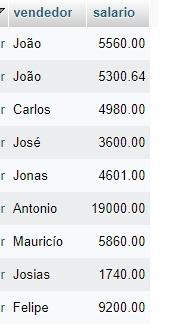 vendedor salario
r João 5560.00
r João 5300.64
r Carlos 4980.00
r José 3600.00
r Jonas 4601.00
r Antonio 19000.00
r Mauricío 5860.00
r Josias 1740.00
r Felipe 9200.00